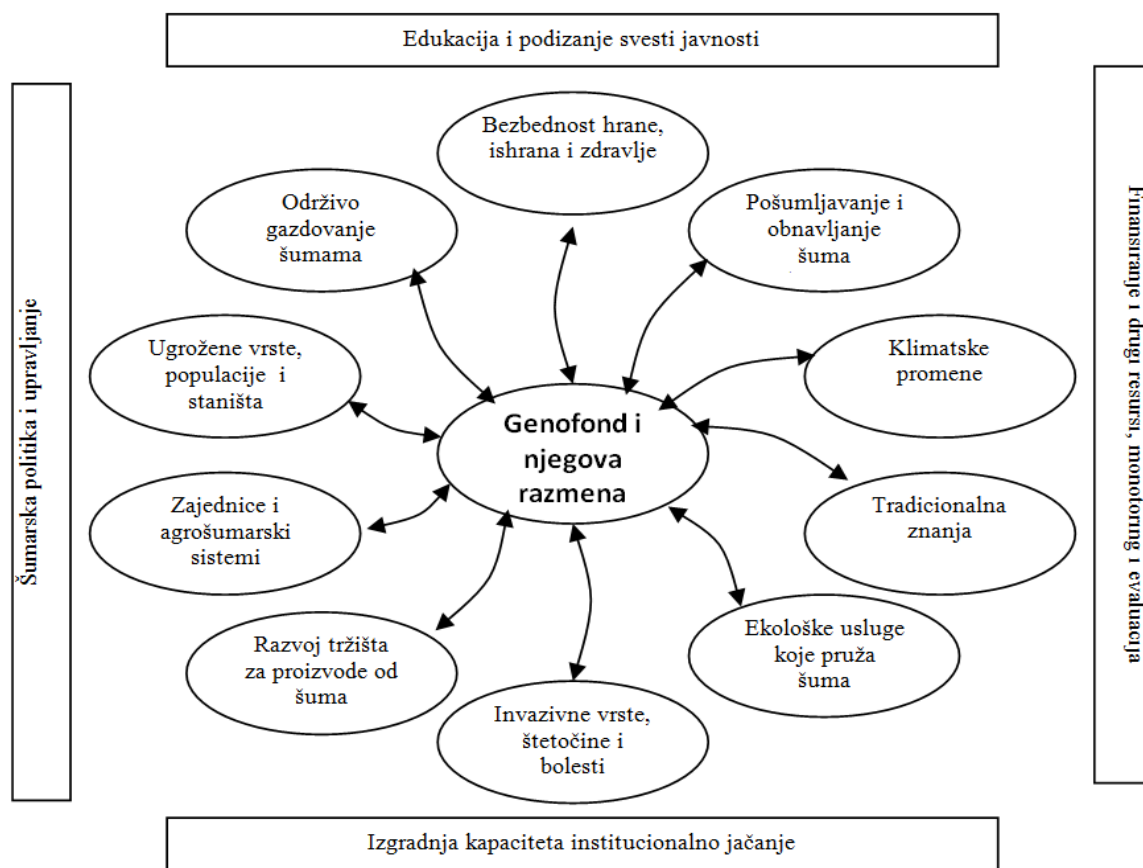 Edukacija i podizanje svesti javnosti
Bezbednost hrane,
ishrana i zdravlje
Održivo
gazdovanje
šumama
Pošumljavanje i
obnavljanje
šuma
Ugrožene vrste,
populacije i
staništa
Klimatske
promene
Genofond i
njegova
razmena
Zajednice i
agrošumarski
sistemi
Tradicionalna
znanja
Razvoj tržišta
za proizvode od
šuma
Ekološke usluge
koje pruža
šuma
Invazivne vrste,
štetočine i
bolesti
Šumarska politika i upravljanje
Finansiranje i drugi resursi, monotoring i evaluacija
Izgradnja kapaciteta institucionalno jačanje